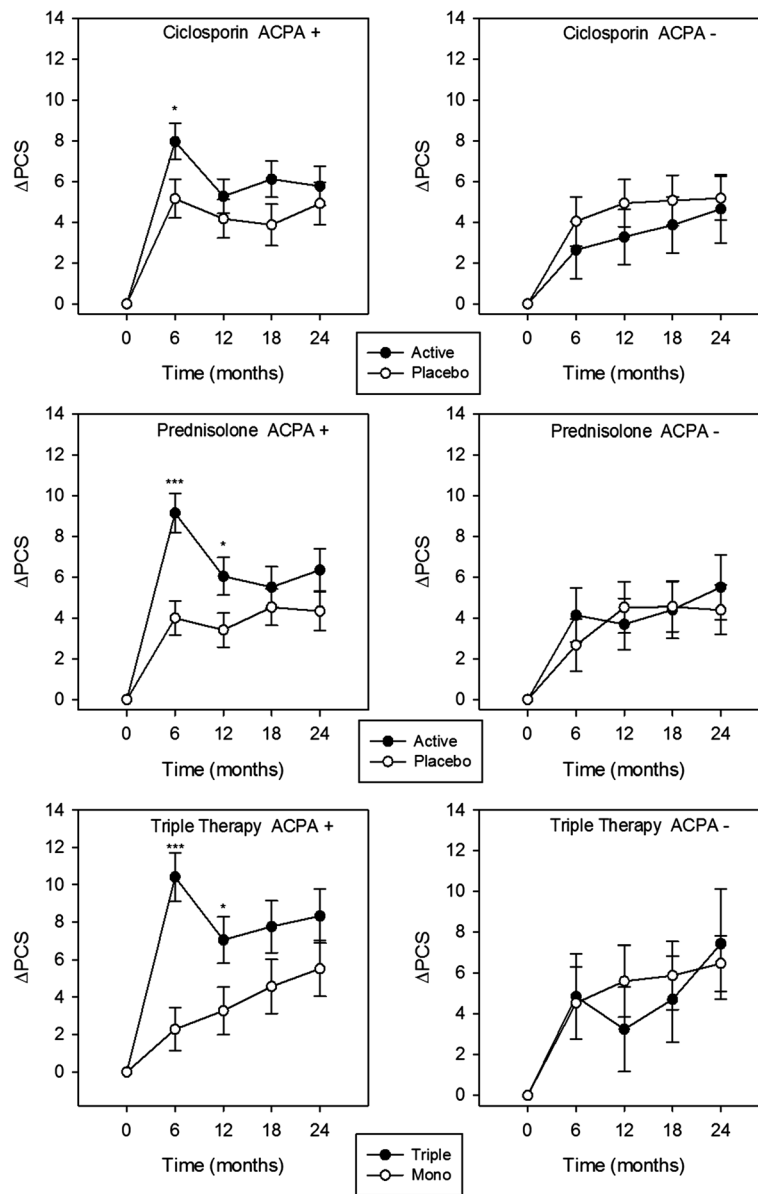 Ciclosporin ACPA +
14
12
10
8
6
4
2
0
ΔPCS
*
0 6 12 18 24
Time (months)
Ciclosporin ACPA -
14
12
10
8
6
4
2
0
ΔPCS
0 6 12 18 24
Time (months)
Active
Placebo
Prednisolone ACPA +
14
12
10
8
6
4
2
0
ΔPCS
***
*
0 6 12 18 24
Time (months)
Prednisolone ACPA -
14
12
10
8
6
4
2
0
ΔPCS
0 6 12 18 24
Time (months)
Active
Placebo
Triple Therapy ACPA +
14
12
10
8
6
4
2
0
ΔPCS
***
*
0 6 12 18 24
Time (months)
Triple Therapy ACPA -
14
12
10
8
6
4
2
0
ΔPCS
0 6 12 18 24
Time (months)
Triple
Mono